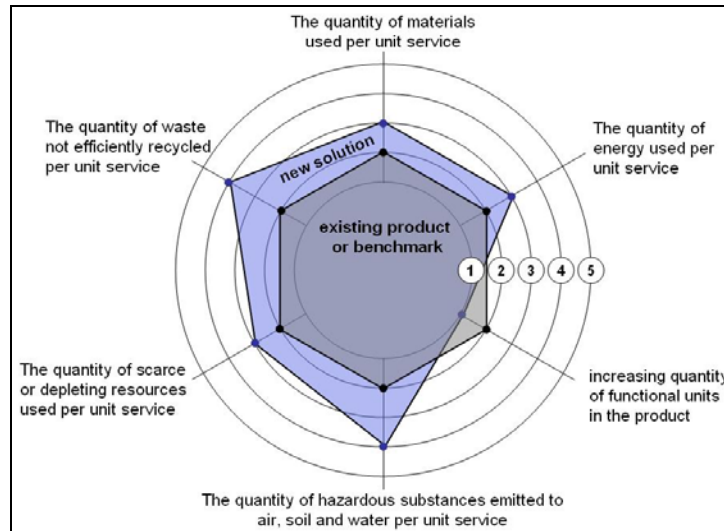 The quantity of materials
used per unit service
The quantity of waste
not efficiently recycled
per unit service
The quantity of
energy used per
unit service
new solution
existing product
or benchmark
1 2 3 4 5
The quantity of scarce
or depleting resources
used per unit service
increasing quantity
of functional units
in the product
The quantity of hazardous substances emitted to
air, soil and water per unit service